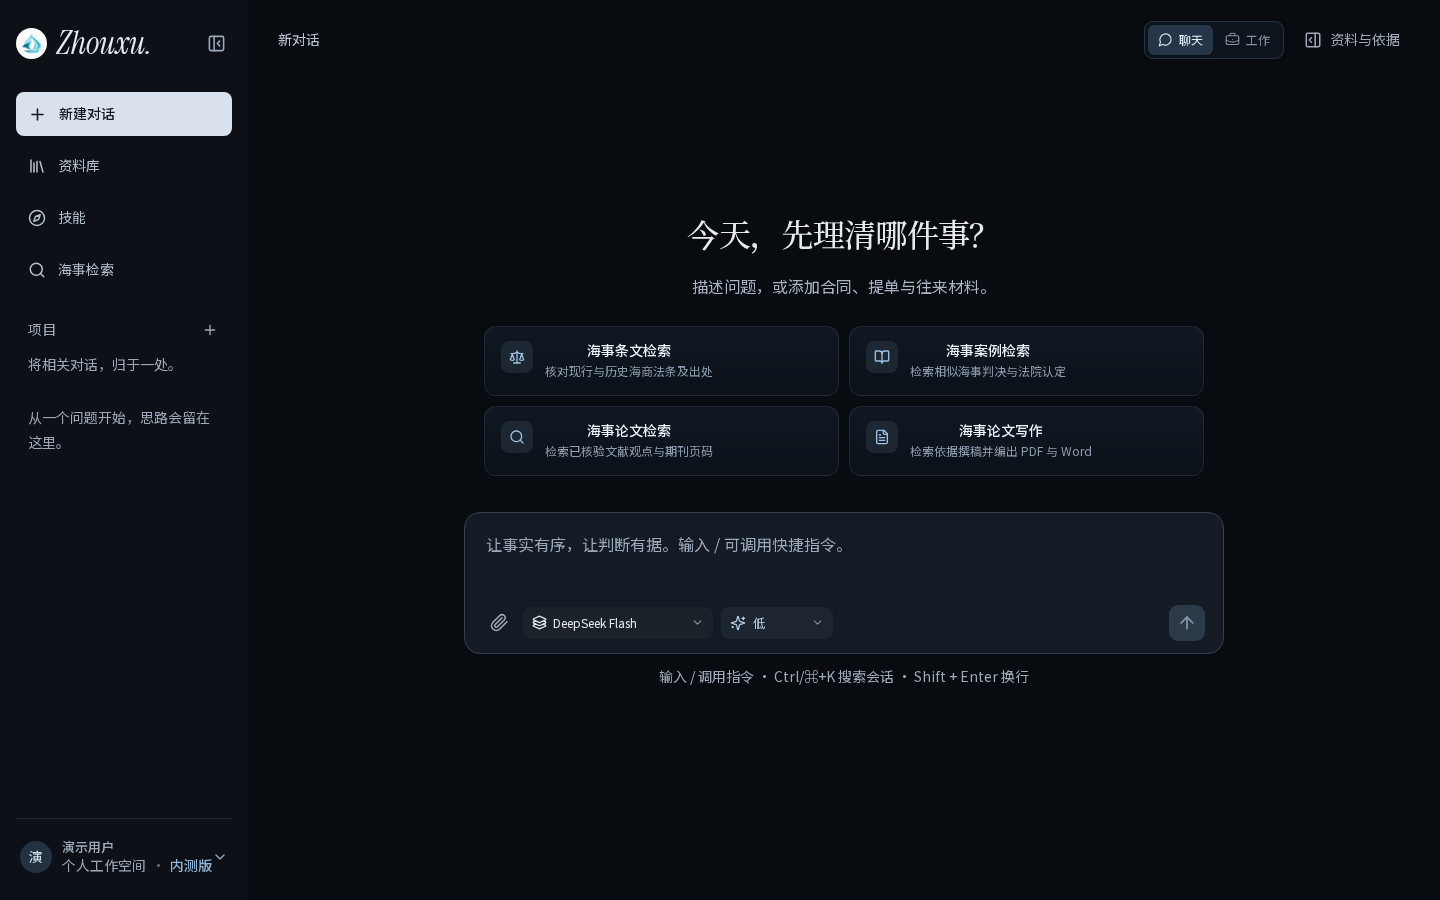 Zhouxu.
新建对话
资料库
技能
海事检索
项目
将相关对话，归于一处。
从一个问题开始，思路会留在
这里。
演
演示用户
个人工作空间 · 内测版
新对话
聊天
工作
资料与依据
今天，先理清哪件事？
描述问题，或添加合同、提单与往来材料。
海事条文检索
核对现行与历史海商法条及出处
海事案例检索
检索相似海事判决与法院认定
海事论文检索
检索已核验文献观点与期刊页码
海事论文写作
检索依据撰稿并编出 PDF 与 Word
让事实有序，让判断有据。输入 / 可调用快捷指令。
DeepSeek Flash
低
输入 / 调用指令 · Ctrl/⌘+K 搜索会话 · Shift + Enter 换行